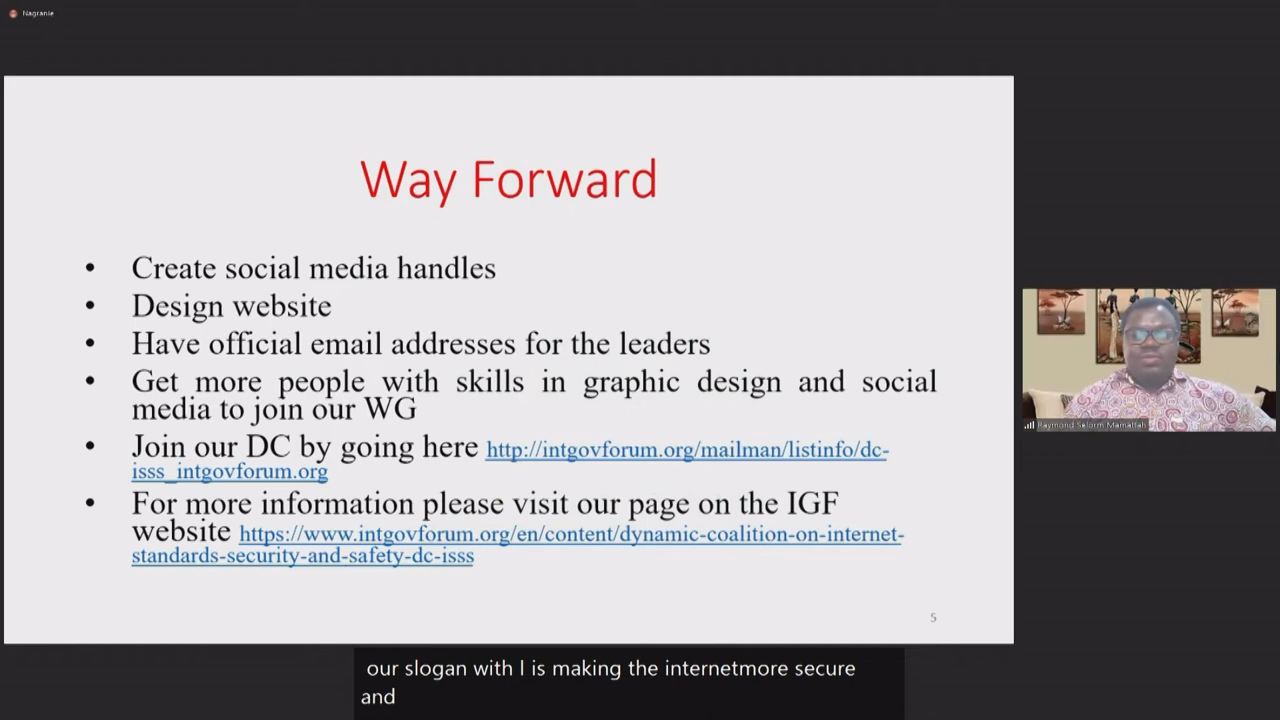 Nagranie
Way Forward
• Create social media handles
• Design website
• Have official email addresses for the leaders
• Get more people with skills in graphic design and social
media to join our WG
• Join our DC by going here http://intgovforum.org/mailman/listinfo/dc-
isss_intgovforum.org
• For more information please visit our page on the IGF
website https://www.intgovforum.org/en/content/dynamic-coalition-on-internet-
standards-security-and-safety-dc-isss
5
Raymond Selorm Mamattah
our slogan with I is making the internetmore secure
and